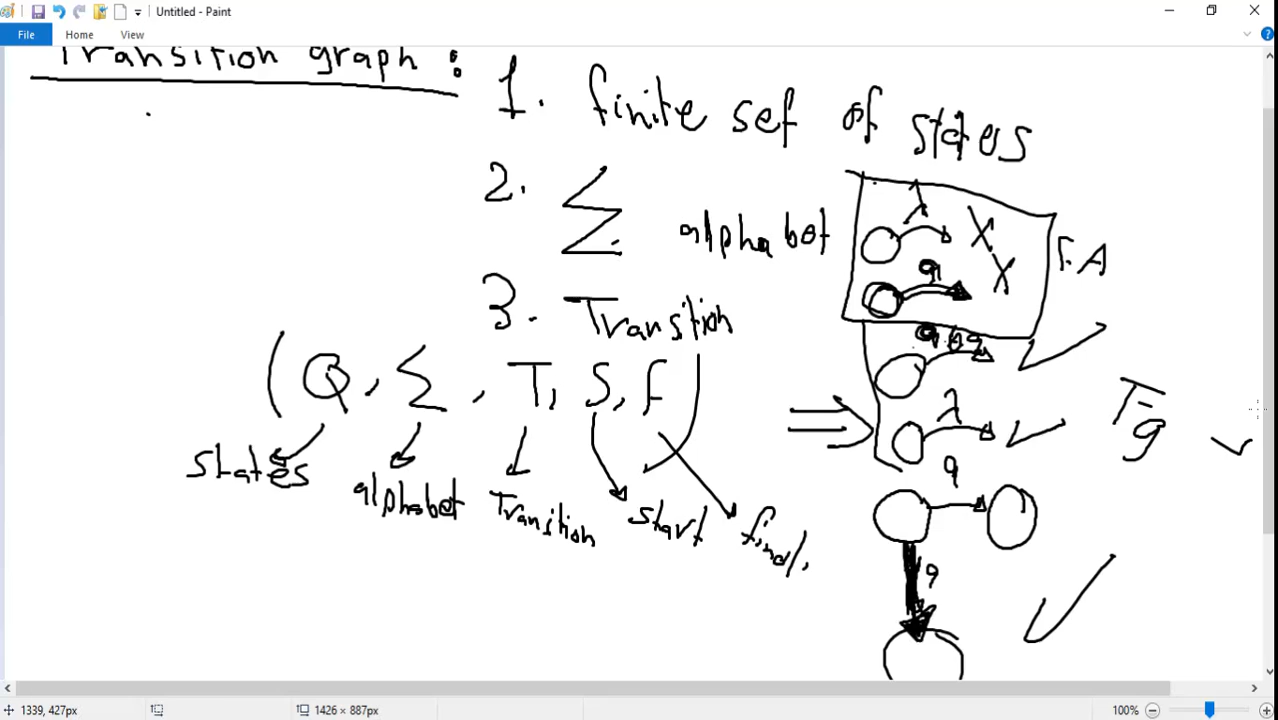 Untitled - Paint
File Home View
Transition graph :
1. finite set of states
2. Σ alphabet
λ X
a X
F.A
3. Transition
(Q, Σ, T, S, F)
states alphabet Transition start final
λ
T-g
a
a
1339, 427px 1426 × 887px 100%